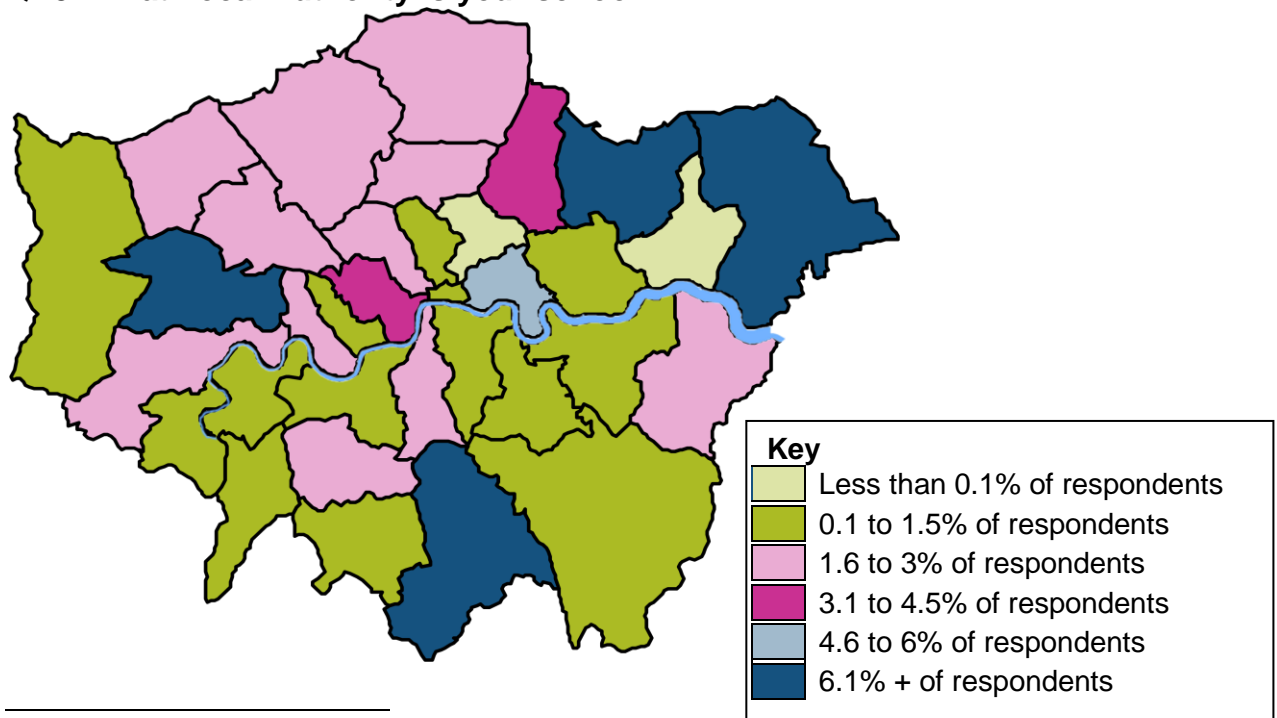 Key
Less than 0.1% of respondents
0.1 to 1.5% of respondents
1.6 to 3% of respondents
3.1 to 4.5% of respondents
4.6 to 6% of respondents
6.1% + of respondents